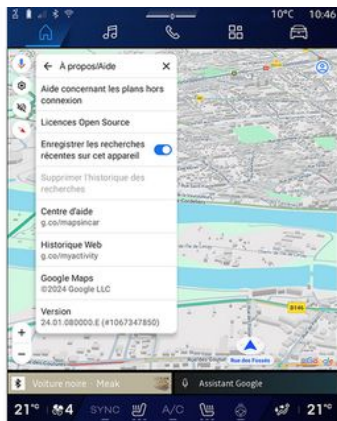 10°C 10:46
À propos/Aide
Aide concernant les plans hors
connexion
Licences Open Source
Enregistrer les recherches
récentes sur cet appareil
Supprimer l'historique des
recherches
Centre d'aide
g.co/mapsincar
Historique Web
g.co/myactivity
Google Maps
©2024 Google LLC
Version
24.01.080000.E (#1067347850)
D146
Rue des Fossés
Voiture noire - Meak
Assistant Google
21° 4 SYNC A/C 21°